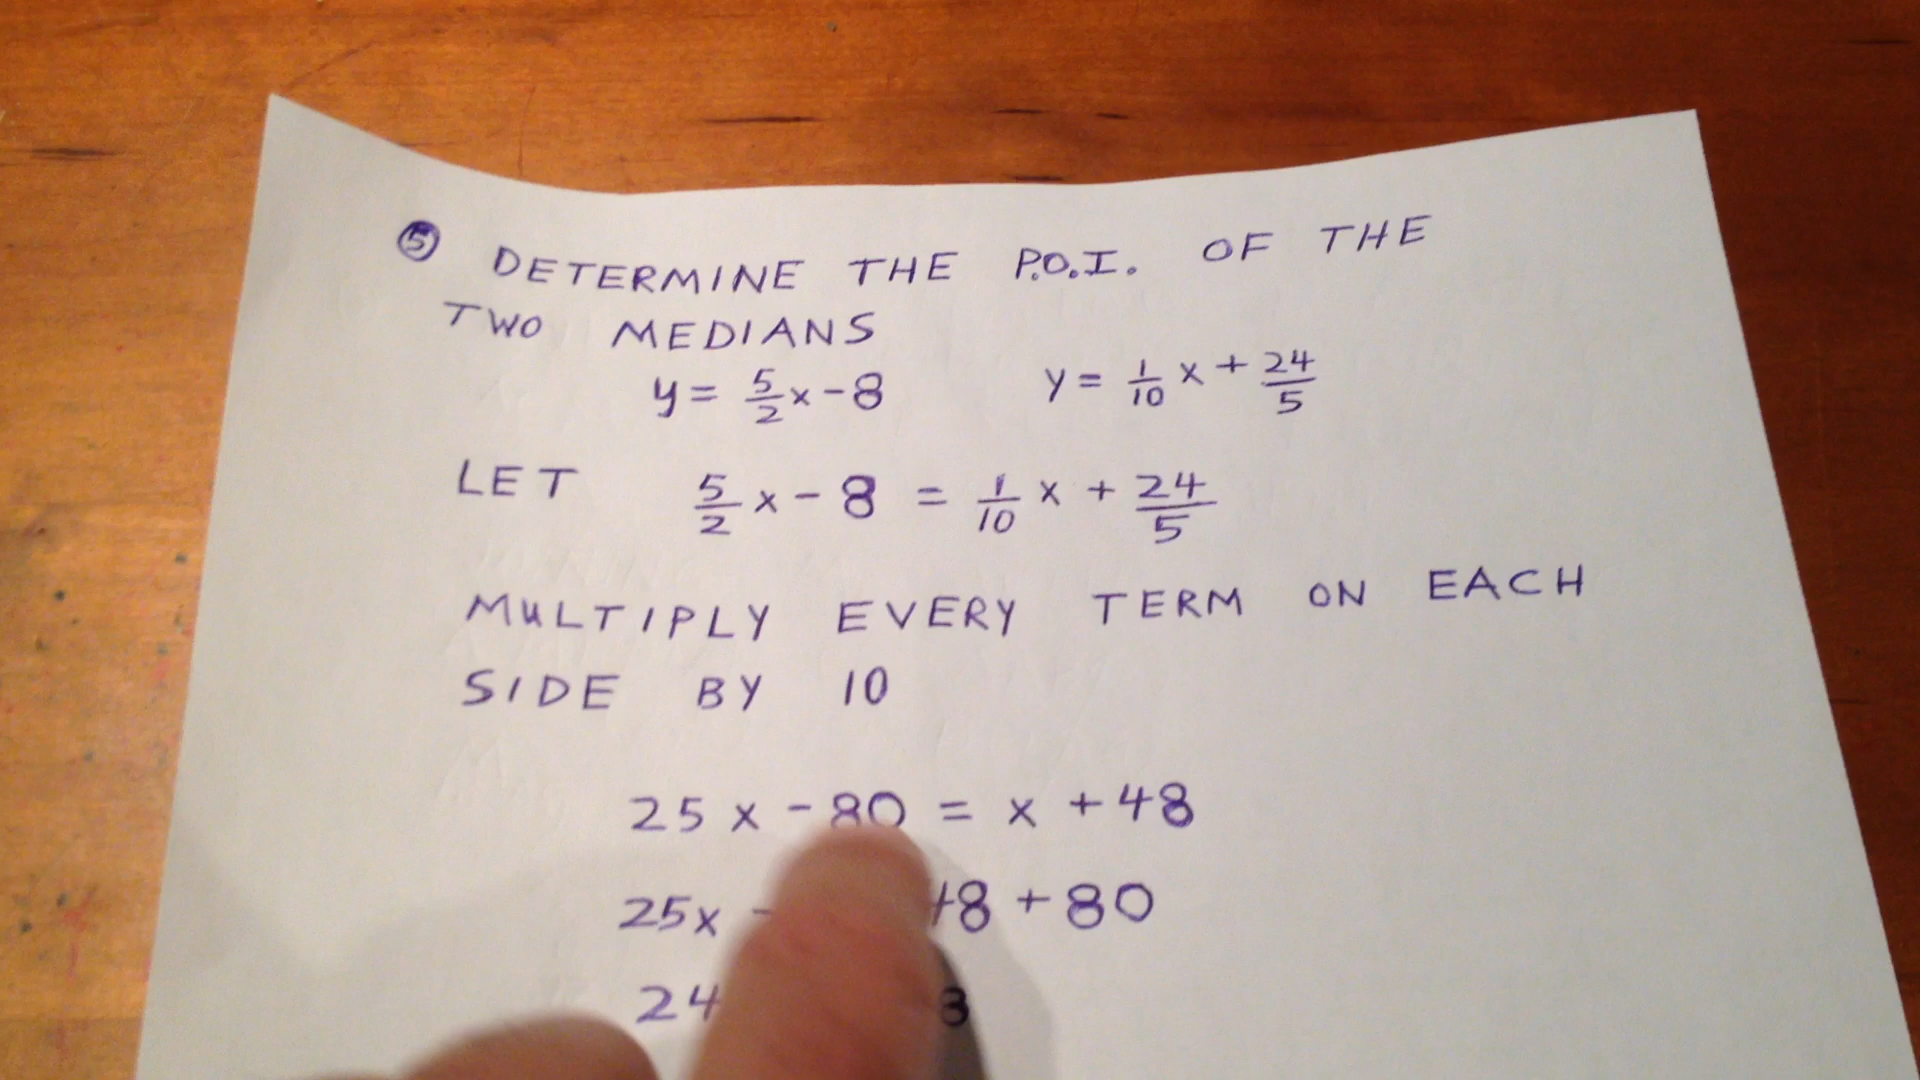 ⑤ DETERMINE THE P.O.I. OF THE
TWO MEDIANS
y = 5/2 x - 8 y = 1/10 x + 24/5
LET 5/2 x - 8 = 1/10 x + 24/5
MULTIPLY EVERY TERM ON EACH
SIDE BY 10
25 x - 80 = x + 48
25x - 48 + 80
24